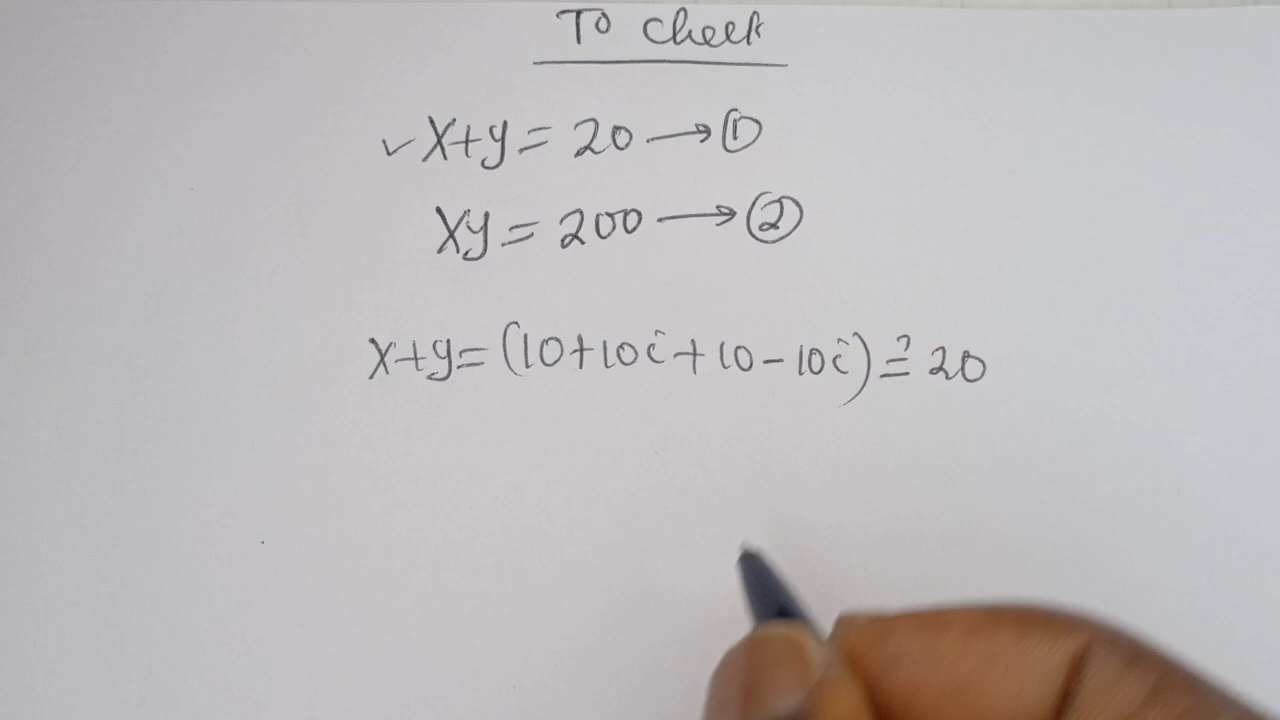 To Check
✓ x+y = 20 → ①
xy = 200 → ②
x+y = (10+10i+10-10i) ≟ 20